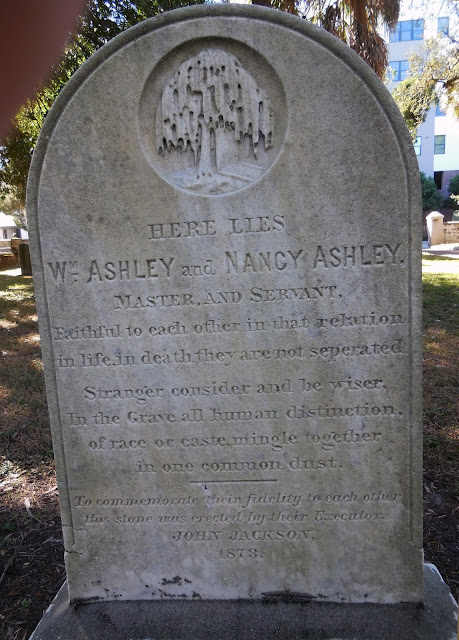 HERE LIES
Wm. ASHLEY and NANCY ASHLEY.
MASTER, AND SERVANT,
Faithful to each other in that relation
in life, in death, they are not seperated.
Stranger consider and be wiser,
In the Grave all human distinction,
of race or caste, mingle together
in one common dust.
To commemorate their fidelity to each other
this stone was erected by their Executor.
JOHN JACKSON,
1873.